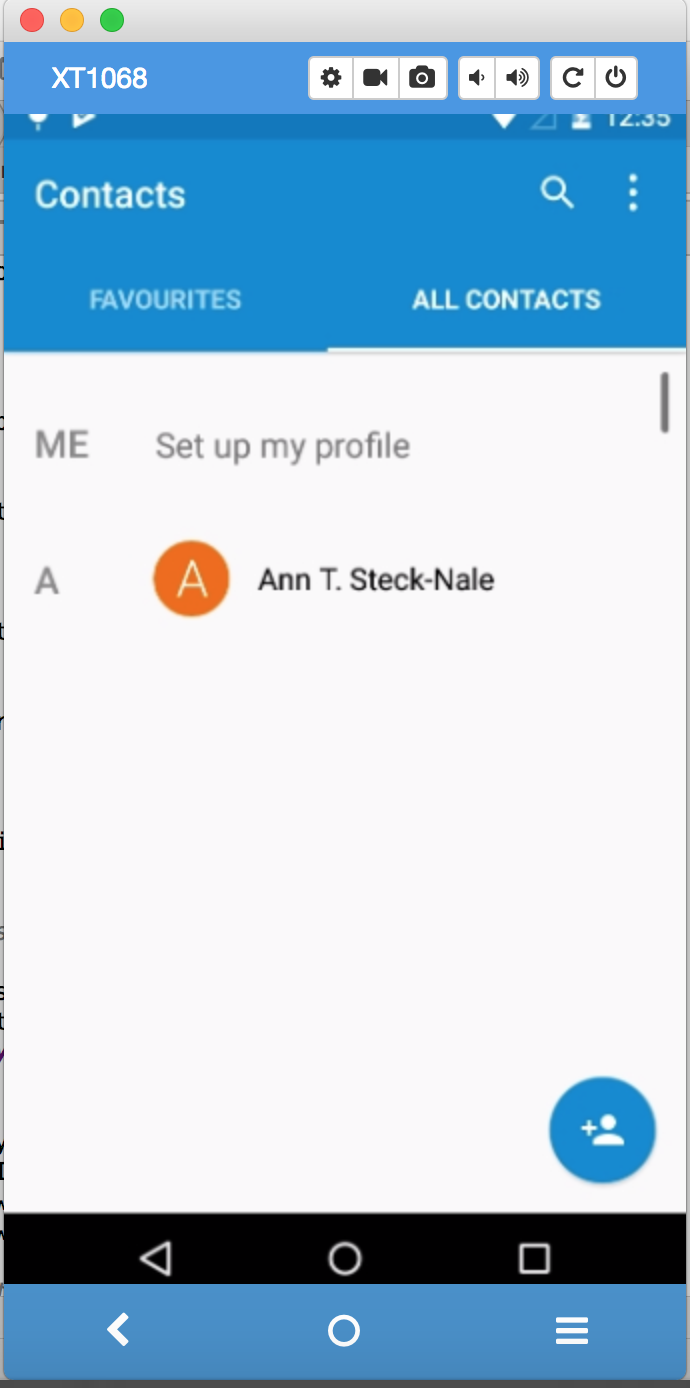 XT1068
12:35
Contacts
FAVOURITES
ALL CONTACTS
ME
Set up my profile
A
A
Ann T. Steck-Nale